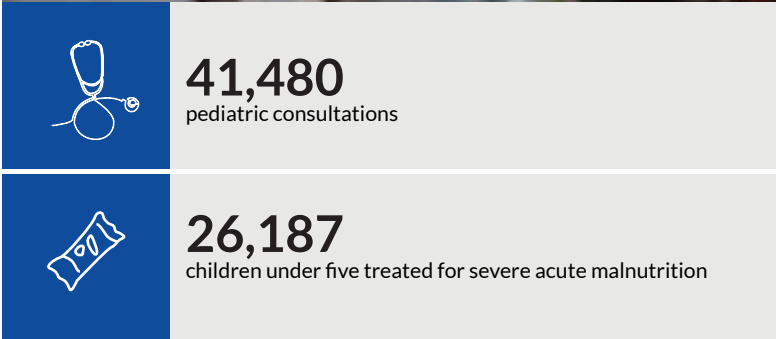 41,480
pediatric consultations
26,187
children under five treated for severe acute malnutrition